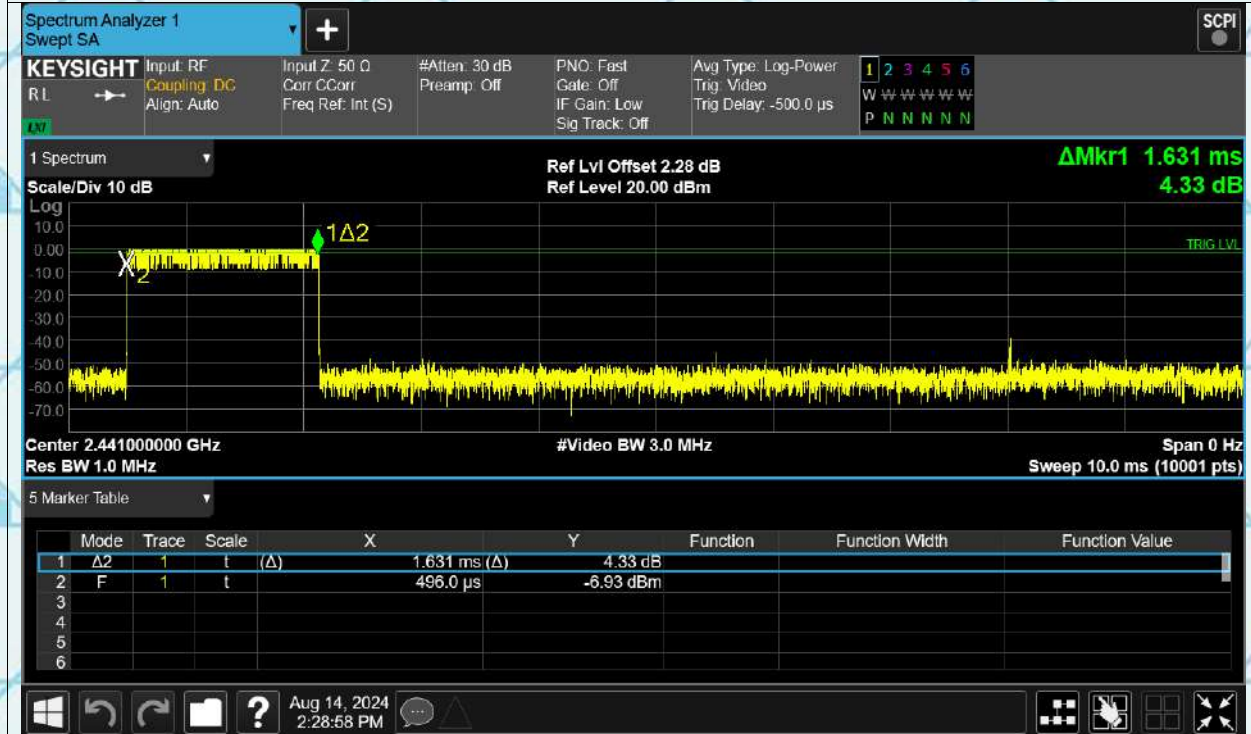 Spectrum Analyzer 1
Swept SA
+
SCPI
KEYSIGHT Input: RF Input Z: 50 Ω #Atten: 30 dB PNO: Fast Avg Type: Log-Power 1 2 3 4 5 6
RL Coupling: DC Corr CCorr Preamp: Off Gate: Off Trig: Video W W W W W W
Align: Auto Freq Ref: Int (S) IF Gain: Low Trig Delay: -500.0 µs P N N N N N
LXI Sig Track: Off
1 Spectrum Ref Lvl Offset 2.28 dB ΔMkr1 1.631 ms
Scale/Div 10 dB Ref Level 20.00 dBm 4.33 dB
Log
10.0
1Δ2
0.00
TRIG LVL
2
-10.0
-20.0
-30.0
-40.0
-50.0
-60.0
-70.0
Center 2.441000000 GHz #Video BW 3.0 MHz Span 0 Hz
Res BW 1.0 MHz Sweep 10.0 ms (10001 pts)
5 Marker Table
Mode Trace Scale X Y Function Function Width Function Value
1 Δ2 1 t (Δ) 1.631 ms (Δ) 4.33 dB
2 F 1 t 496.0 µs -6.93 dBm
3
4
5
6
? Aug 14, 2024
2:28:58 PM